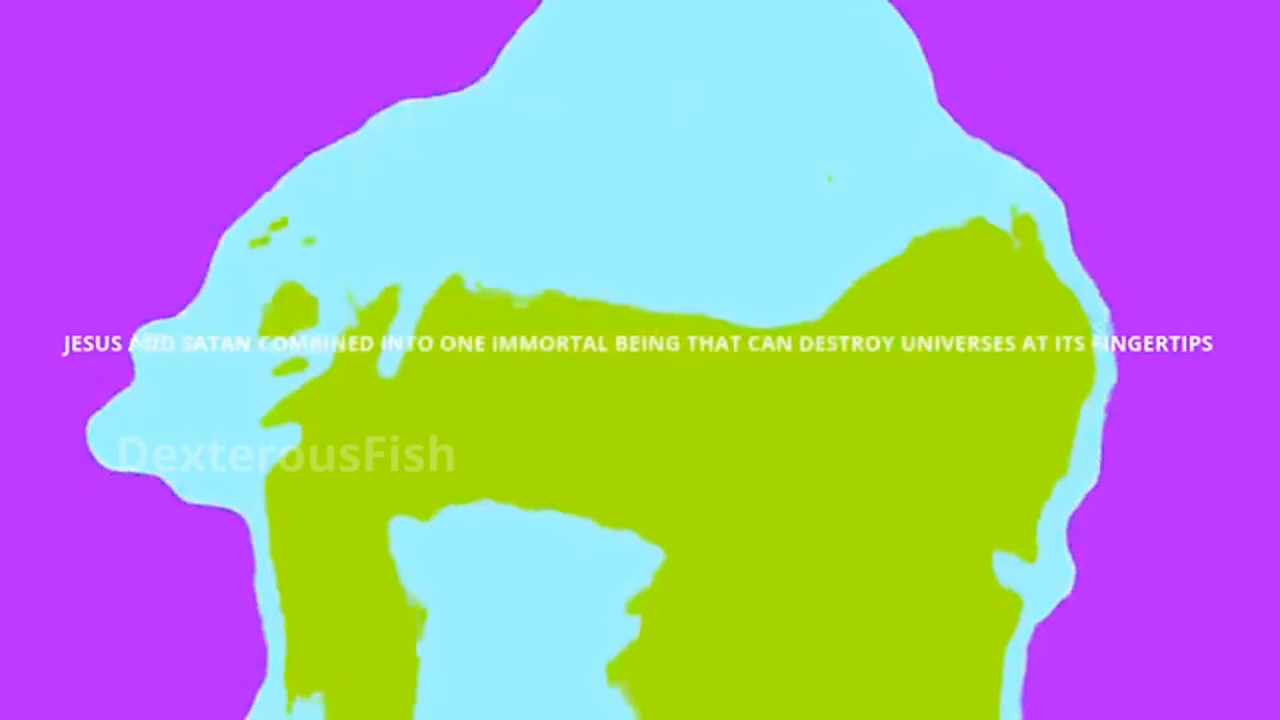 JESUS AND SATAN COMBINED INTO ONE IMMORTAL BEING THAT CAN DESTROY UNIVERSES AT ITS FINGERTIPS
DexterousFish